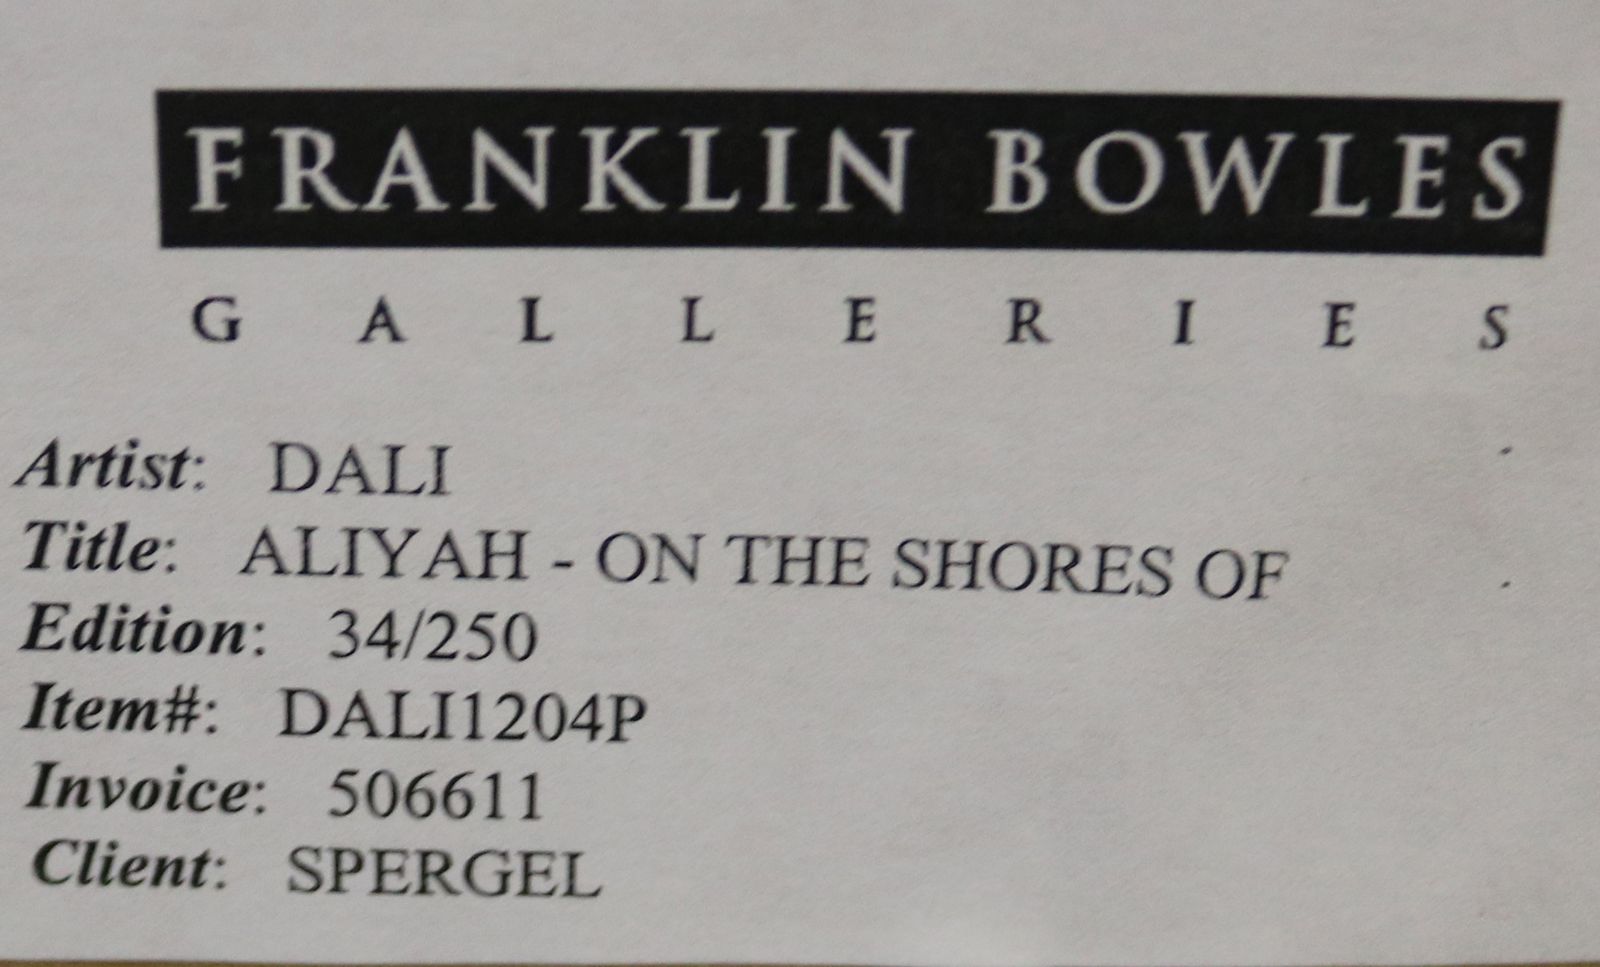 FRANKLIN BOWLES
GALLERIES
Artist: DALI
Title: ALIYAH - ON THE SHORES OF
Edition: 34/250
Item#: DALI1204P
Invoice: 506611
Client: SPERGEL